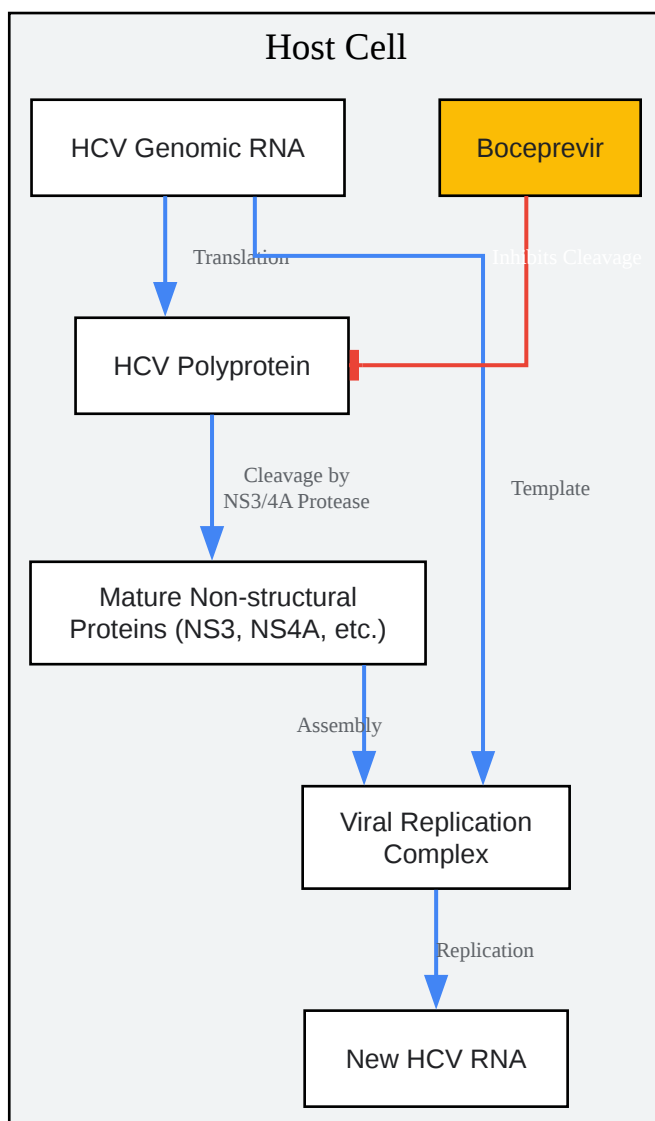 Host Cell
HCV Genomic RNA
Boceprevir
Translation
Inhibits Cleavage
HCV Polyprotein
Cleavage by
NS3/4A Protease
Template
Mature Non-structural
Proteins (NS3, NS4A, etc.)
Assembly
Viral Replication
Complex
Replication
New HCV RNA